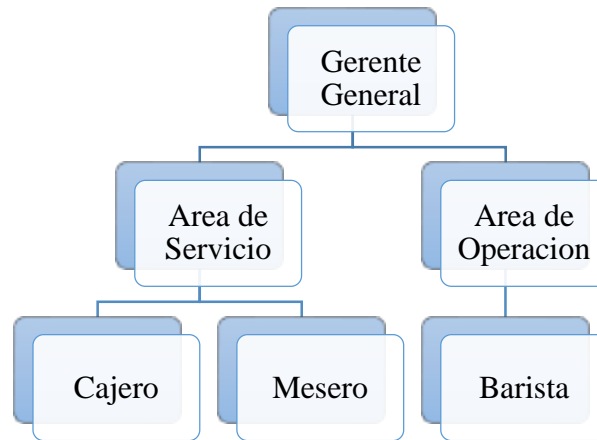 Gerente
General
Area de
Servicio
Area de
Operacion
Cajero
Mesero
Barista